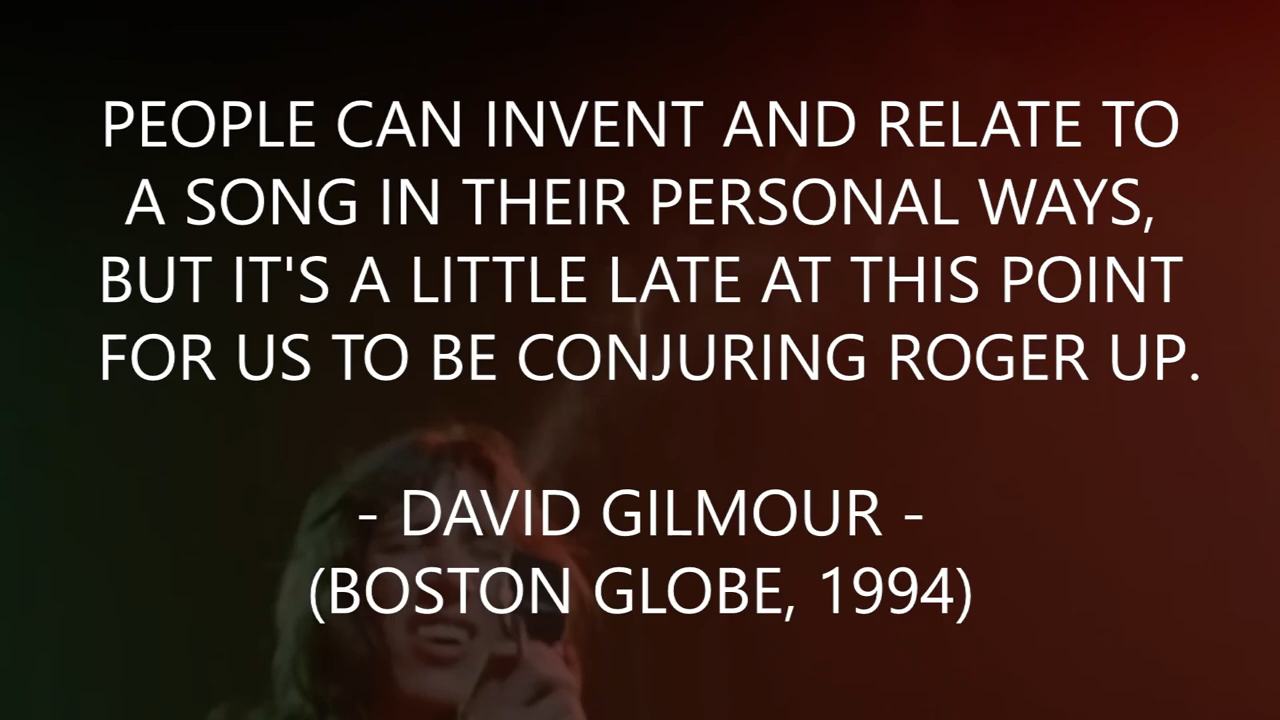 PEOPLE CAN INVENT AND RELATE TO
A SONG IN THEIR PERSONAL WAYS,
BUT IT'S A LITTLE LATE AT THIS POINT
FOR US TO BE CONJURING ROGER UP.
- DAVID GILMOUR -
(BOSTON GLOBE, 1994)